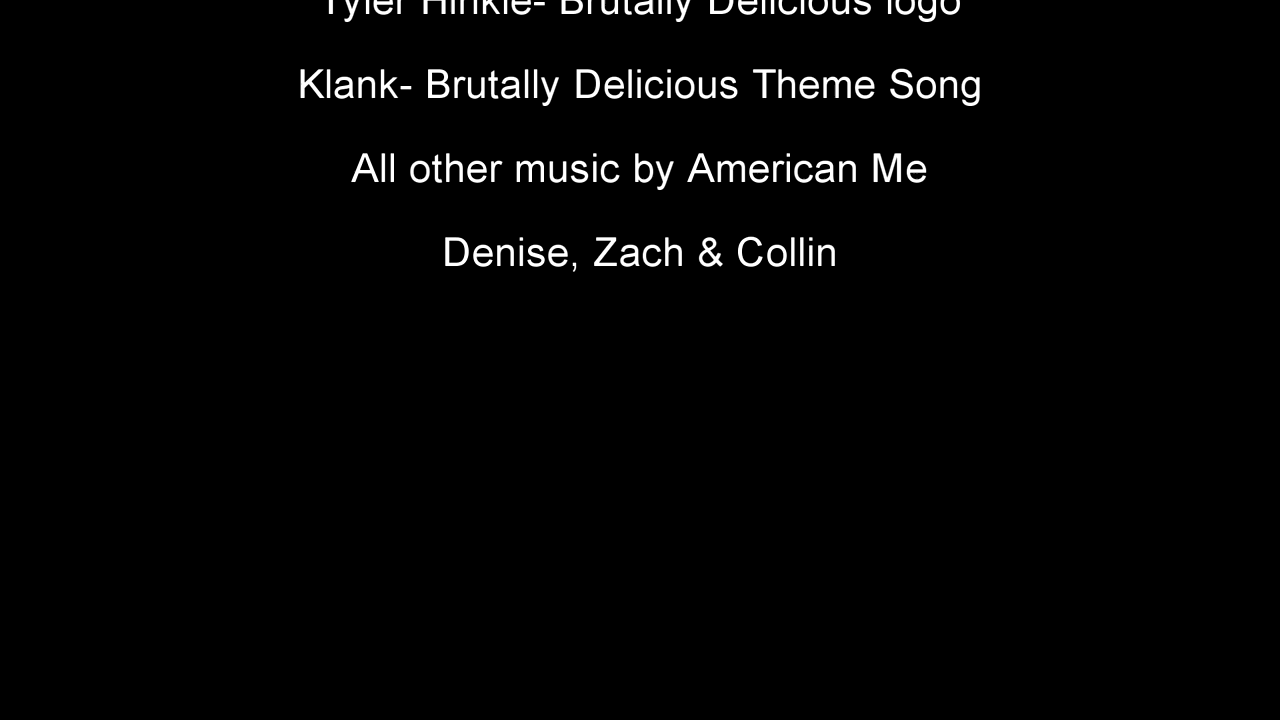 Tyler Hinkle- Brutally Delicious logo
Klank- Brutally Delicious Theme Song
All other music by American Me
Denise, Zach & Collin